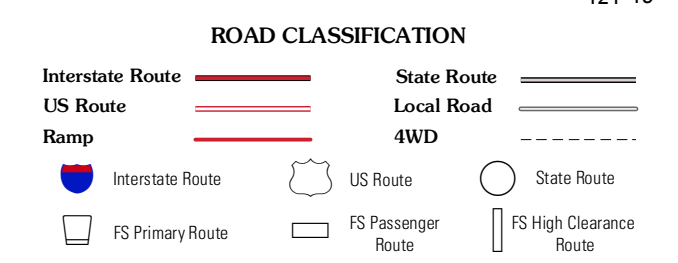 ROAD CLASSIFICATION
Interstate Route
State Route
US Route
Local Road
Ramp
4WD
Interstate Route
US Route
State Route
FS Primary Route
FS Passenger
Route
FS High Clearance
Route